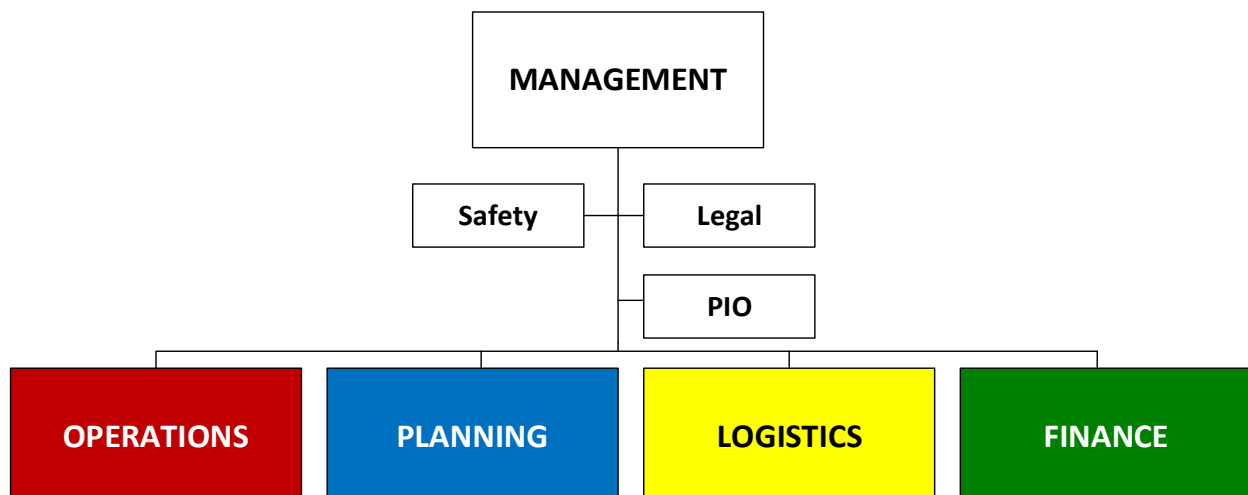 MANAGEMENT
Safety
Legal
PIO
OPERATIONS
PLANNING
LOGISTICS
FINANCE